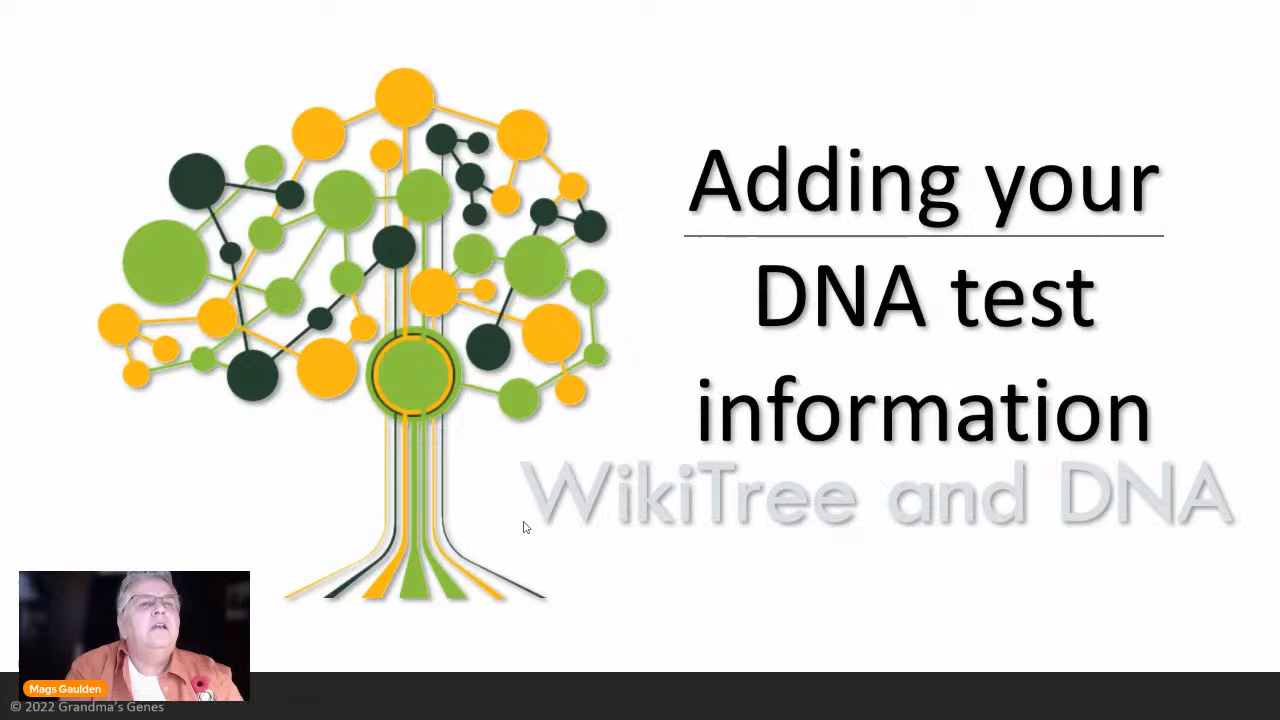 Adding your
DNA test
information
WikiTree and DNA
Mags Gaulden
© 2022 Grandma's Genes